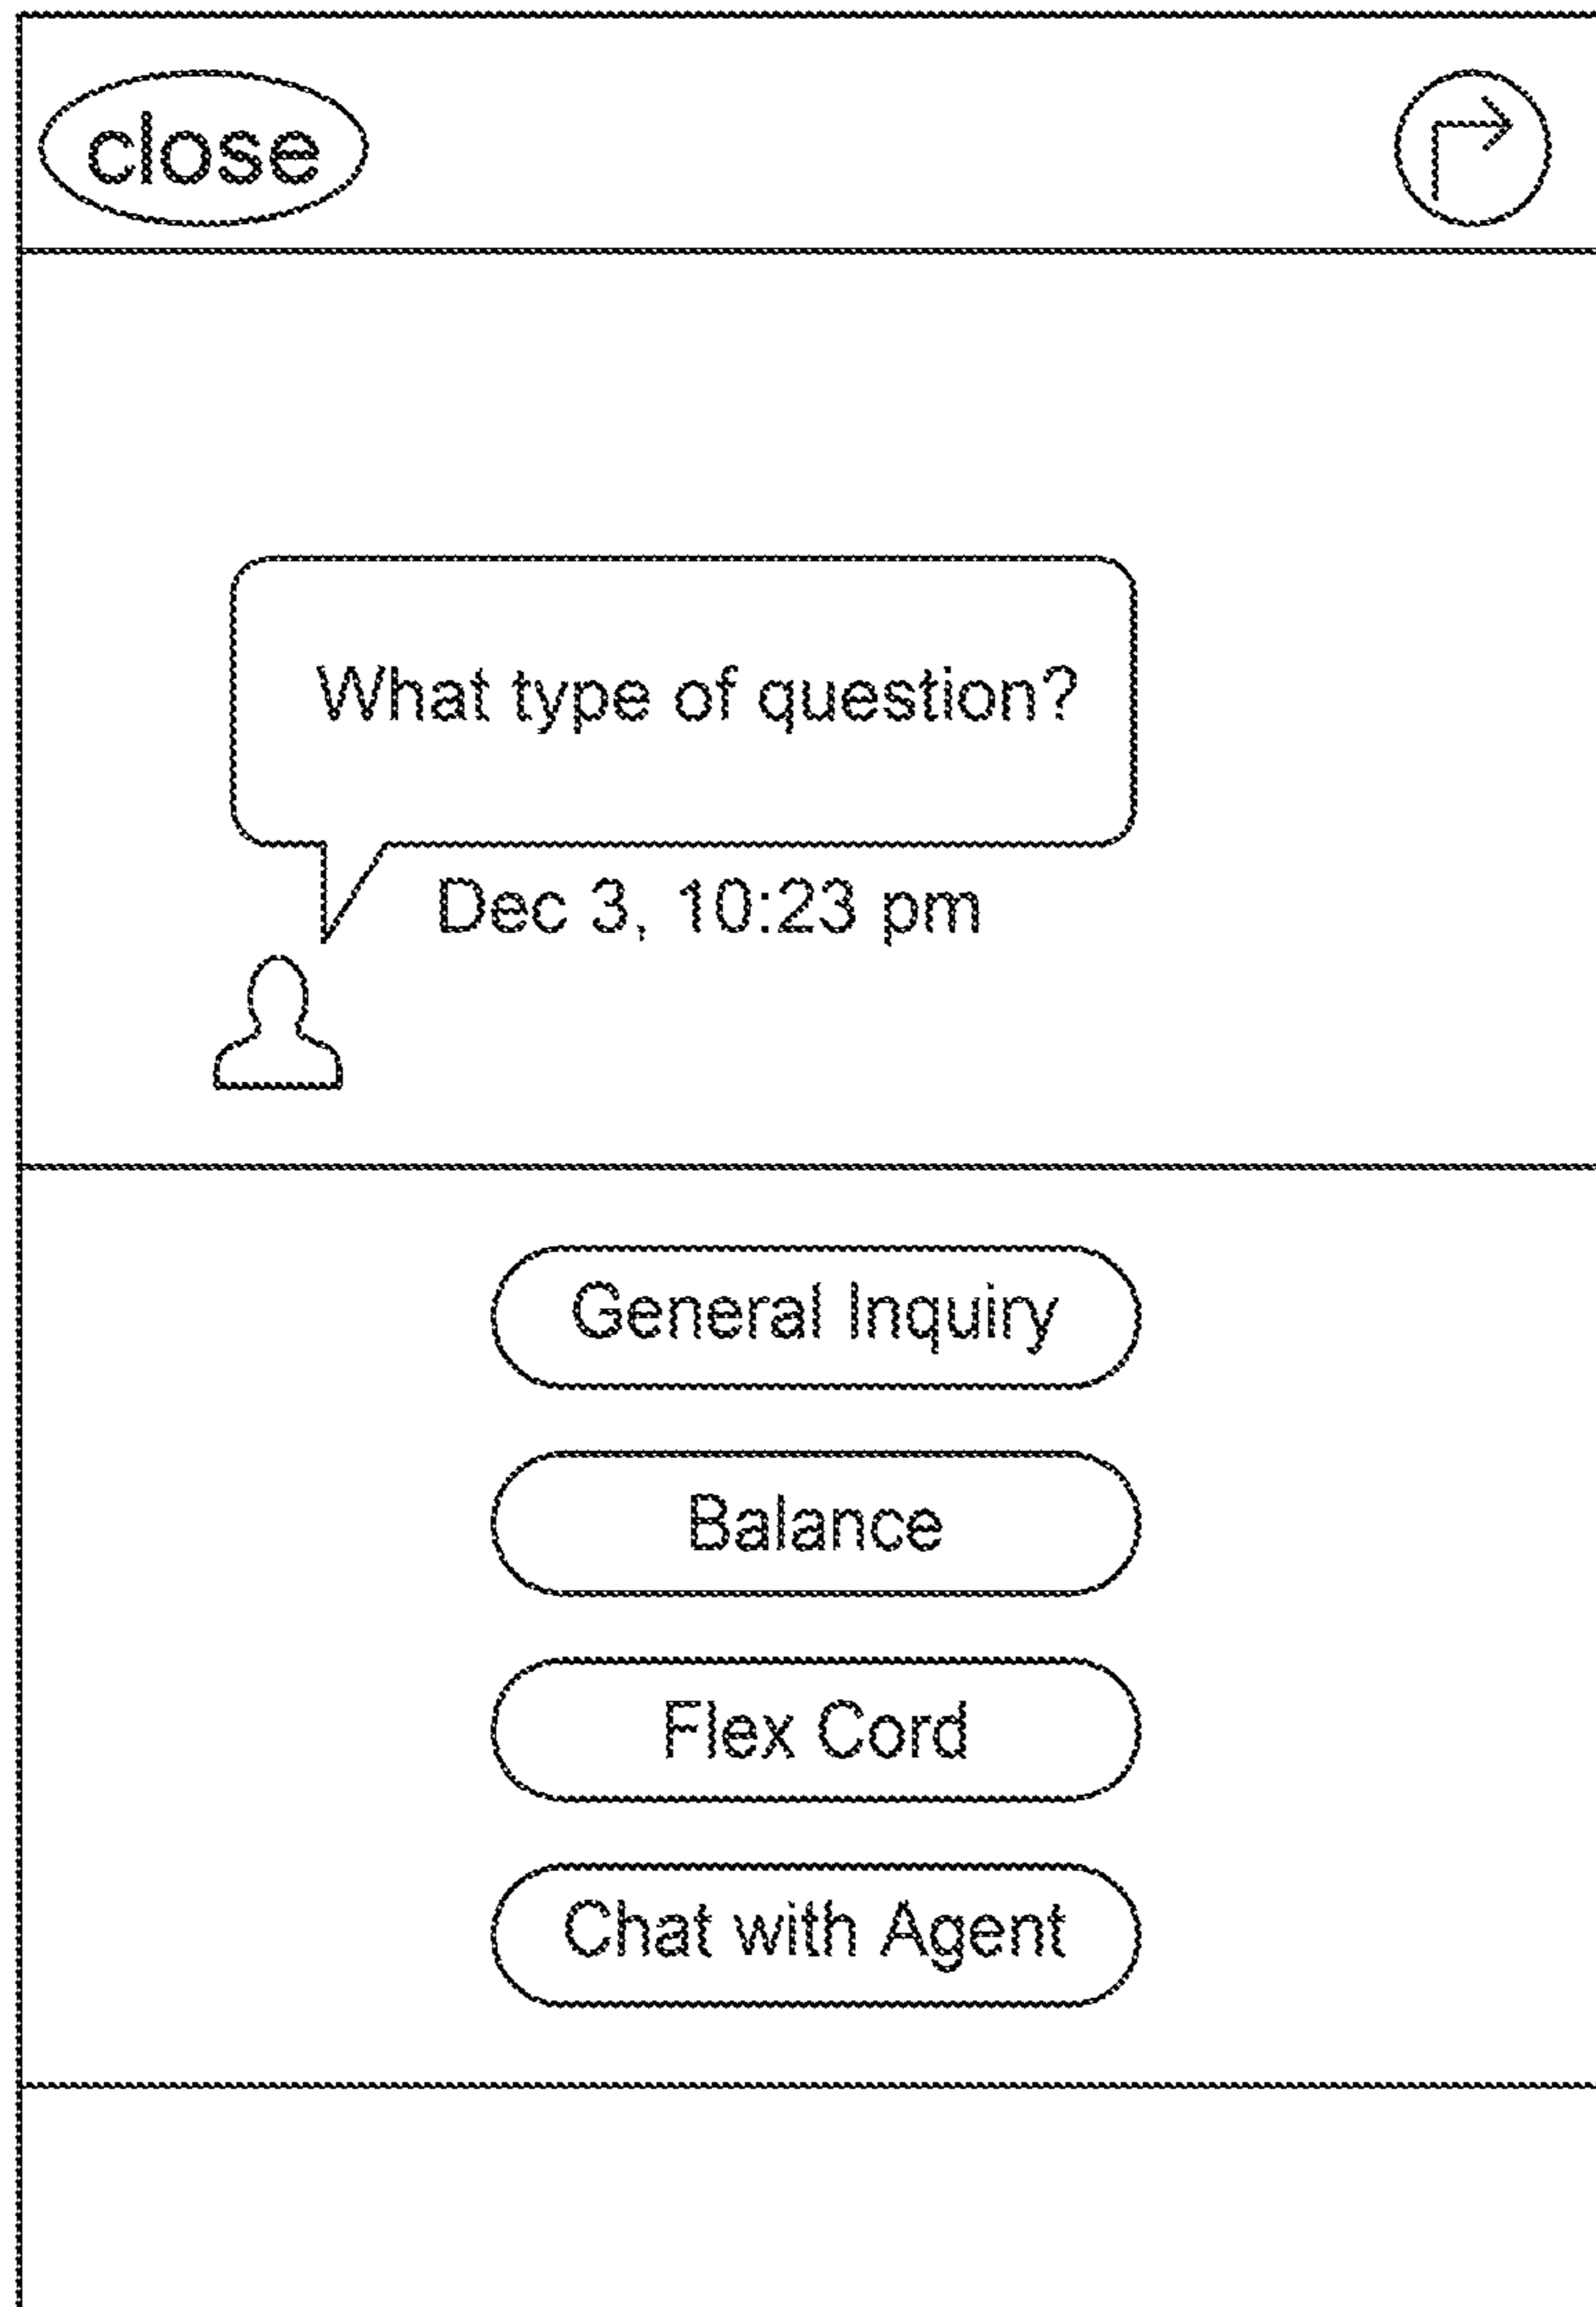 close
What type of question?
Dec 3, 10:23 pm
General Inquiry
Balance
Flex Cord
Chat with Agent